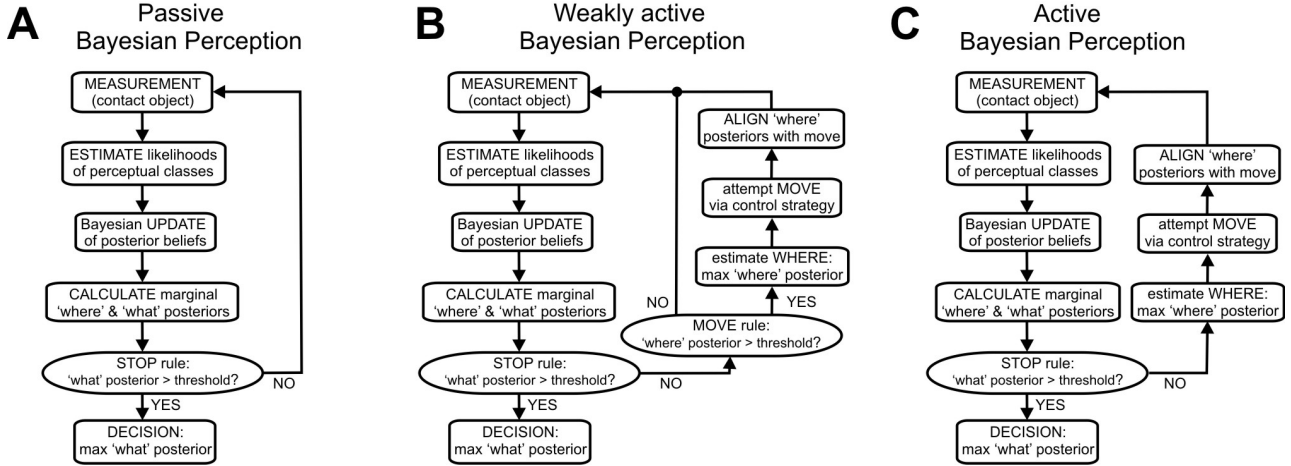 A
Passive
Bayesian Perception
MEASUREMENT
(contact object)
ESTIMATE likelihoods
of perceptual classes
Bayesian UPDATE
of posterior beliefs
CALCULATE marginal
‘where’ & ‘what’ posteriors
STOP rule:
‘what’ posterior > threshold?
NO
YES
DECISION:
max ‘what’ posterior
B
Weakly active
Bayesian Perception
MEASUREMENT
(contact object)
ESTIMATE likelihoods
of perceptual classes
Bayesian UPDATE
of posterior beliefs
CALCULATE marginal
‘where’ & ‘what’ posteriors
STOP rule:
‘what’ posterior > threshold?
NO
YES
DECISION:
max ‘what’ posterior
MOVE rule:
‘where’ posterior > threshold?
NO
YES
estimate WHERE:
max ‘where’ posterior
attempt MOVE
via control strategy
ALIGN ‘where’
posteriors with move
C
Active
Bayesian Perception
MEASUREMENT
(contact object)
ESTIMATE likelihoods
of perceptual classes
Bayesian UPDATE
of posterior beliefs
CALCULATE marginal
‘where’ & ‘what’ posteriors
STOP rule:
‘what’ posterior > threshold?
NO
YES
DECISION:
max ‘what’ posterior
estimate WHERE:
max ‘where’ posterior
attempt MOVE
via control strategy
ALIGN ‘where’
posteriors with move